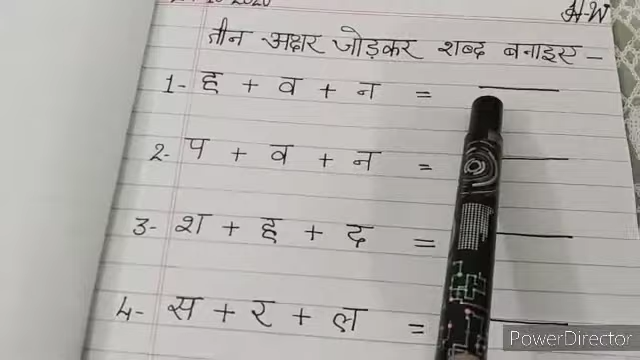 H-W
तीन अक्षर जोड़कर शब्द बनाइए –
1- ह + व + न =
2- प + व + न =
3- श + ह + द =
4- स + र + ल =
PowerDirector